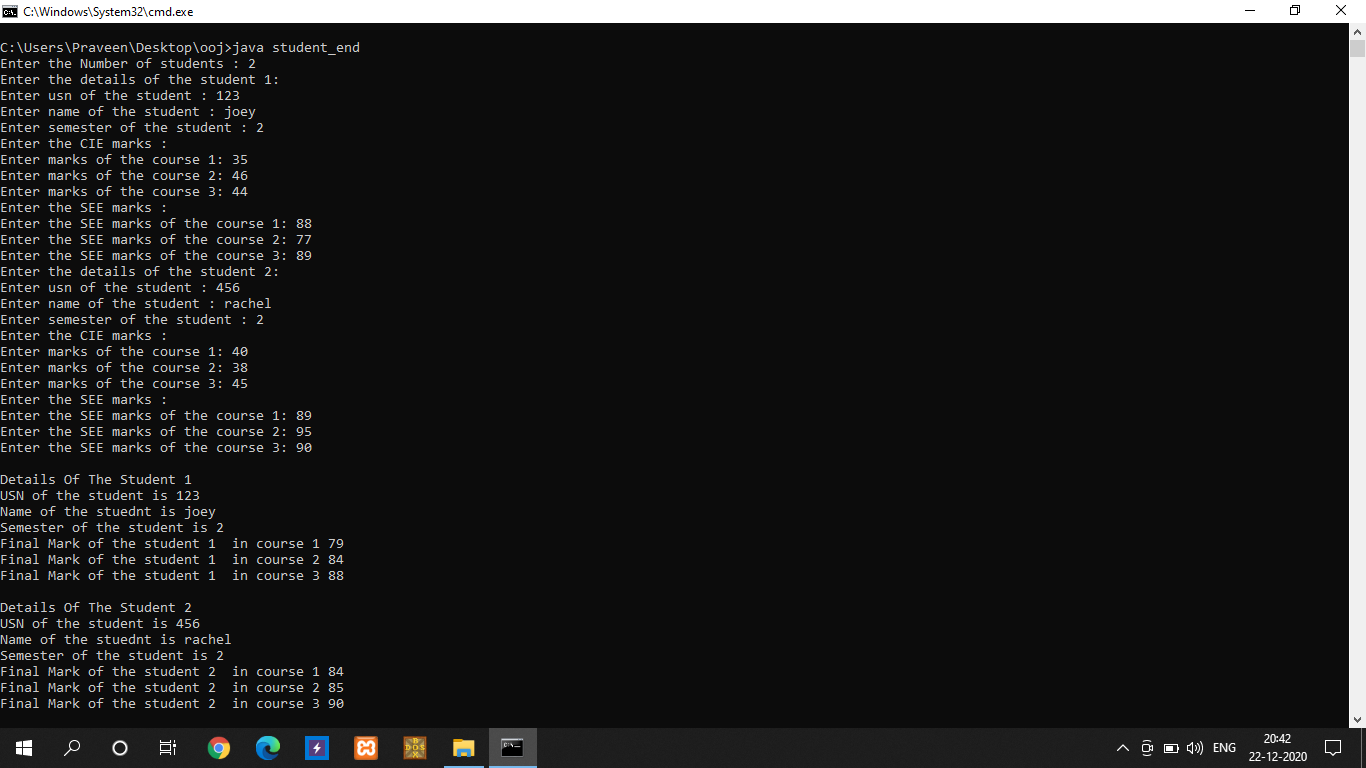 C:\Windows\System32\cmd.exe
C:\Users\Praveen\Desktop\ooj>java student_end
Enter the Number of students : 2
Enter the details of the student 1:
Enter usn of the student : 123
Enter name of the student : joey
Enter semester of the student : 2
Enter the CIE marks :
Enter marks of the course 1: 35
Enter marks of the course 2: 46
Enter marks of the course 3: 44
Enter the SEE marks :
Enter the SEE marks of the course 1: 88
Enter the SEE marks of the course 2: 77
Enter the SEE marks of the course 3: 89
Enter the details of the student 2:
Enter usn of the student : 456
Enter name of the student : rachel
Enter semester of the student : 2
Enter the CIE marks :
Enter marks of the course 1: 40
Enter marks of the course 2: 38
Enter marks of the course 3: 45
Enter the SEE marks :
Enter the SEE marks of the course 1: 89
Enter the SEE marks of the course 2: 95
Enter the SEE marks of the course 3: 90
Details Of The Student 1
USN of the student is 123
Name of the stuednt is joey
Semester of the student is 2
Final Mark of the student 1  in course 1 79
Final Mark of the student 1  in course 2 84
Final Mark of the student 1  in course 3 88
Details Of The Student 2
USN of the student is 456
Name of the stuednt is rachel
Semester of the student is 2
Final Mark of the student 2  in course 1 84
Final Mark of the student 2  in course 2 85
Final Mark of the student 2  in course 3 90
ENG
20:42
22-12-2020